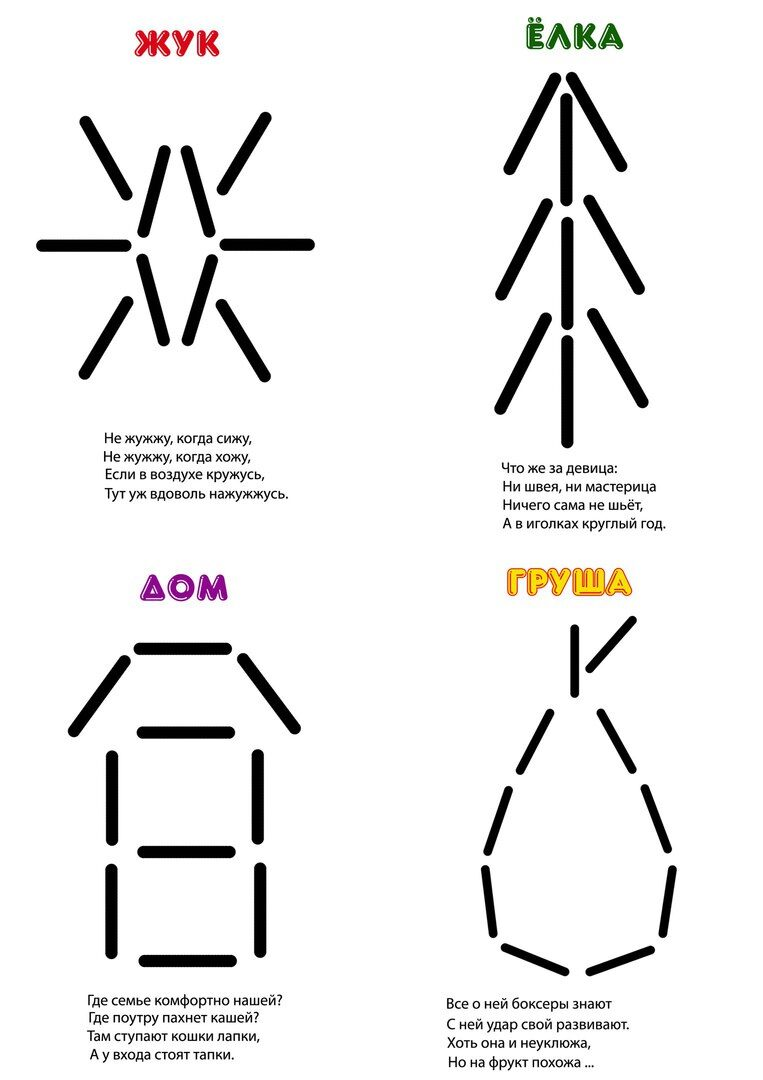 ЖУК
Не жужжу, когда сижу,
Не жужжу, когда хожу,
Если в воздухе кружусь,
Тут уж вдоволь нажужжусь.
ЁЛКА
Что же за девица:
Ни швея, ни мастерица
Ничего сама не шьёт,
А в иголках круглый год.
ДОМ
Где семье комфортно нашей?
Где поутру пахнет кашей?
Там ступают кошки лапки,
А у входа стоят тапки.
ГРУША
Все о ней боксеры знают
С ней удар свой развивают.
Хоть она и неуклюжа,
Но на фрукт похожа ...